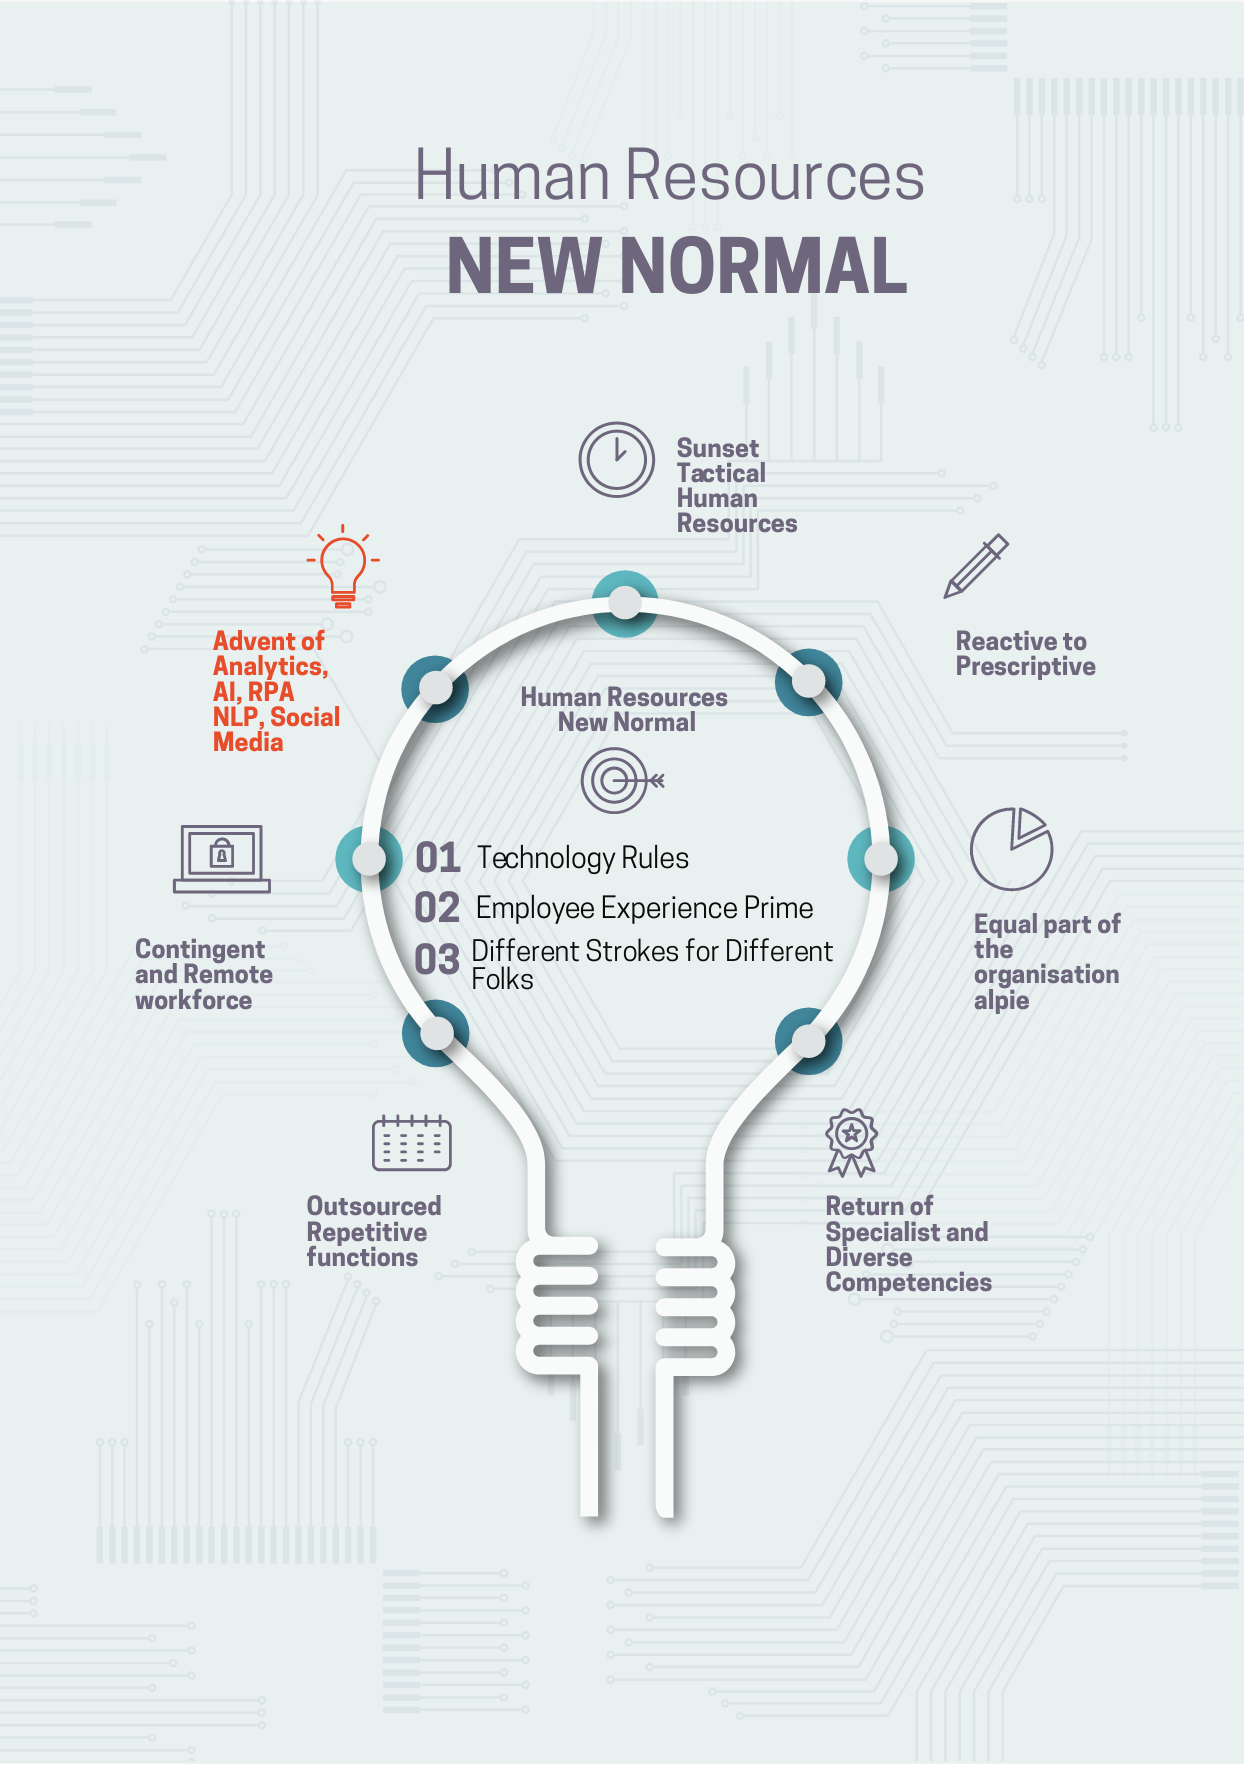 Human Resources
NEW NORMAL
Sunset
Tactical
Human
Resources
Advent of
Analytics,
AI, RPA
NLP, Social
Media
Reactive to
Prescriptive
Human Resources
New Normal
01 Technology Rules
02 Employee Experience Prime
03 Different Strokes for Different
Folks
Contingent
and Remote
workforce
Equal part of
the
organisation
alpie
Outsourced
Repetitive
functions
Return of
Specialist and
Diverse
Competencies